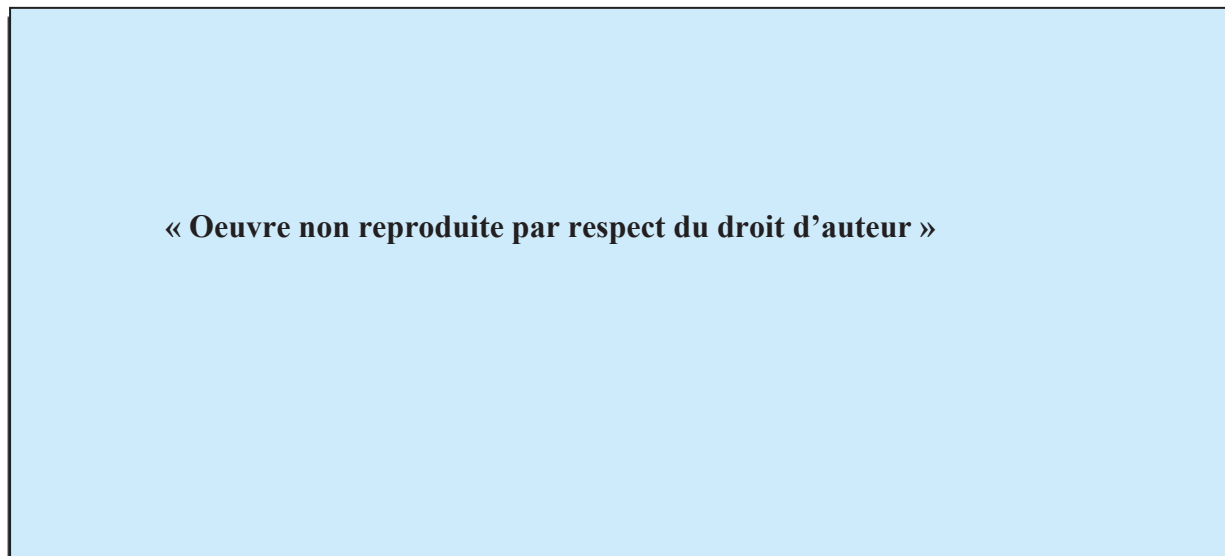 « Oeuvre non reproduite par respect du droit d’auteur »